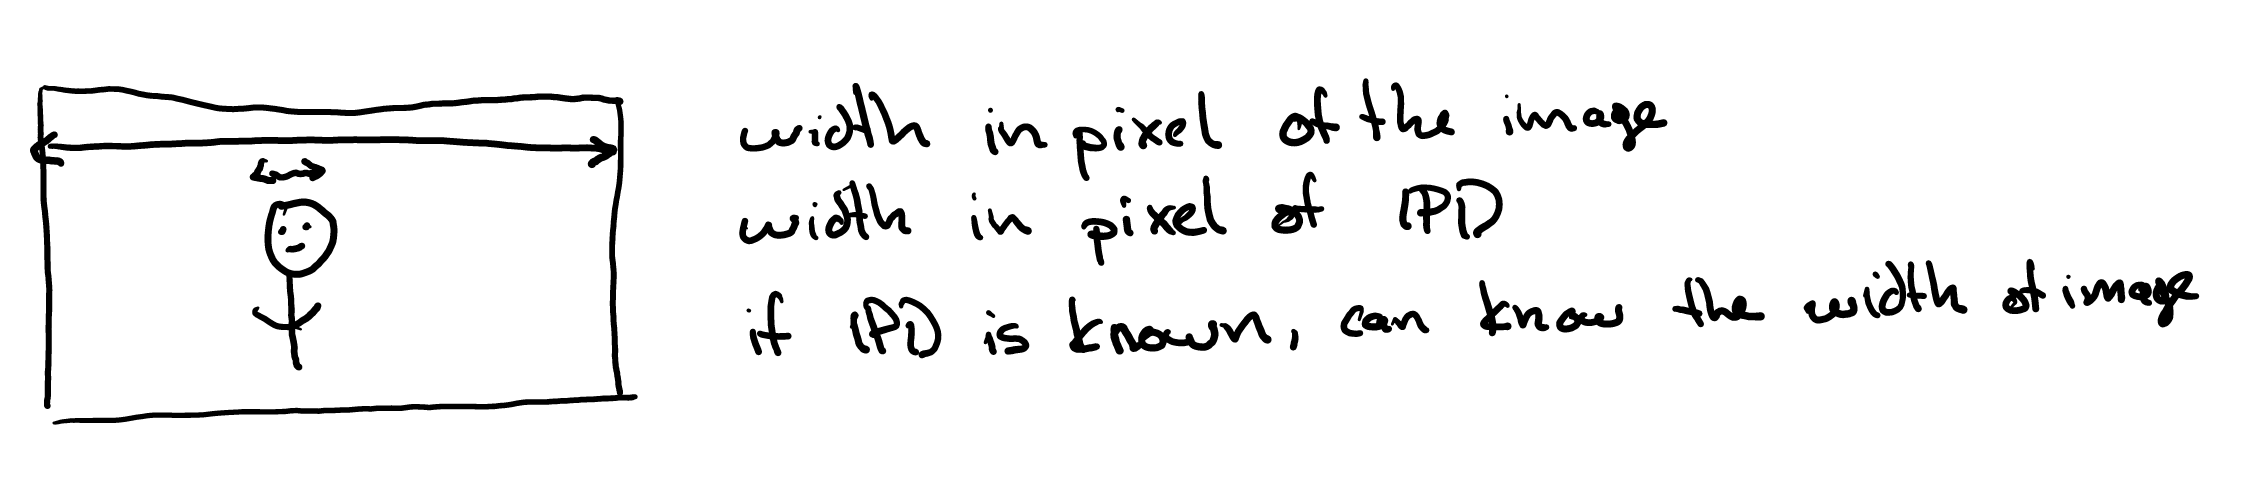 width in pixel of the image
width in pixel of IPD
if IPD is known, can know the width of image